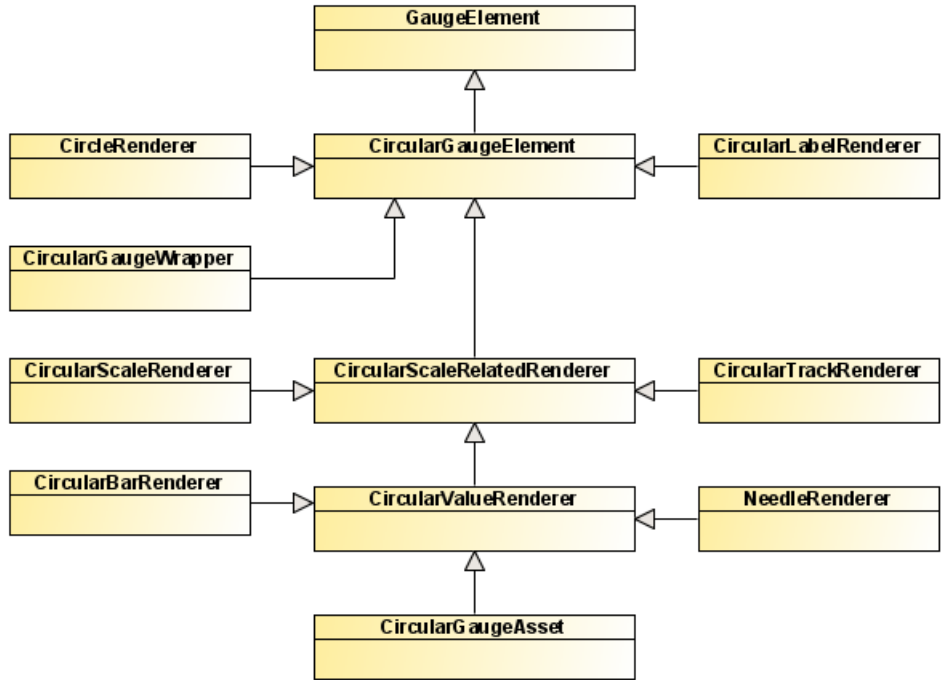 GaugeElement
CircleRenderer
CircularGaugeElement
CircularLabelRenderer
CircularGaugeWrapper
CircularScaleRenderer
CircularScaleRelatedRenderer
CircularTrackRenderer
CircularBarRenderer
CircularValueRenderer
NeedleRenderer
CircularGaugeAsset